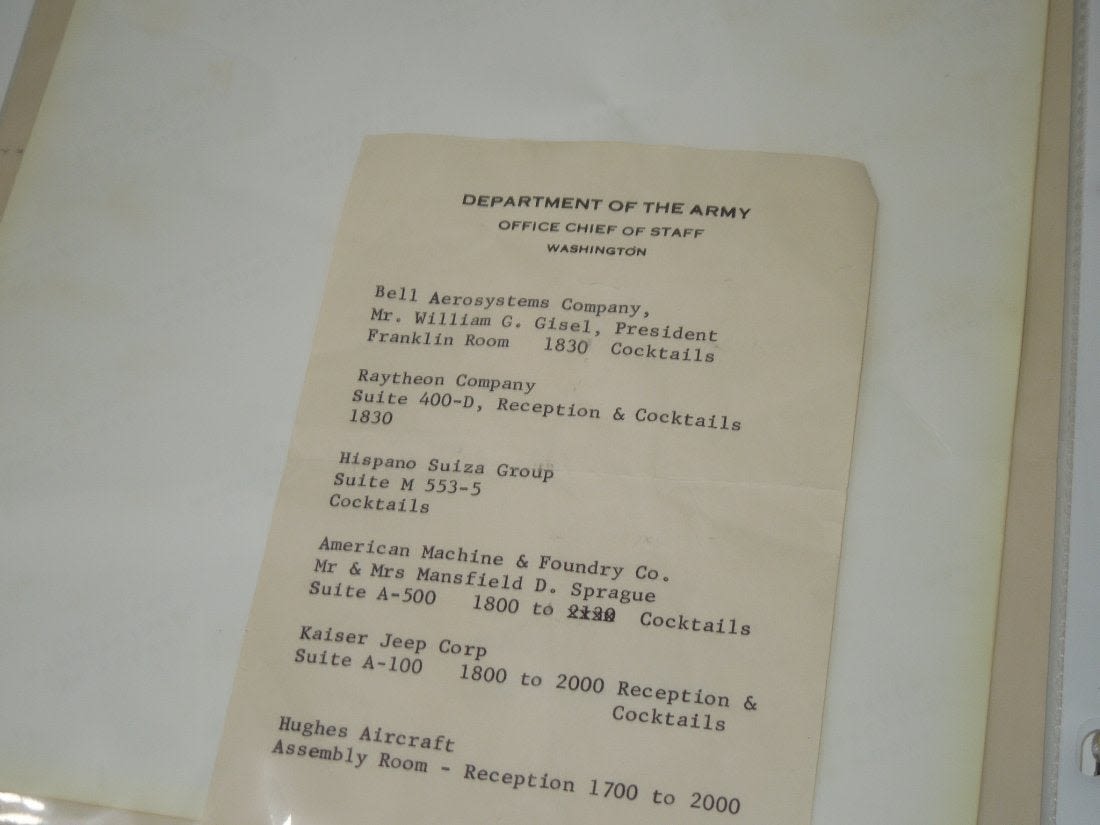 DEPARTMENT OF THE ARMY
OFFICE CHIEF OF STAFF
WASHINGTON
Bell Aerosystems Company,
Mr. William G. Gisel, President
Franklin Room 1830 Cocktails
Raytheon Company
Suite 400-D, Reception & Cocktails
1830
Hispano Suiza Group
Suite M 553-5
Cocktails
American Machine & Foundry Co.
Mr & Mrs Mansfield D. Sprague
Suite A-500 1800 to Cocktails
Kaiser Jeep Corp
Suite A-100 1800 to 2000 Reception &
Cocktails
Hughes Aircraft
Assembly Room - Reception 1700 to 2000